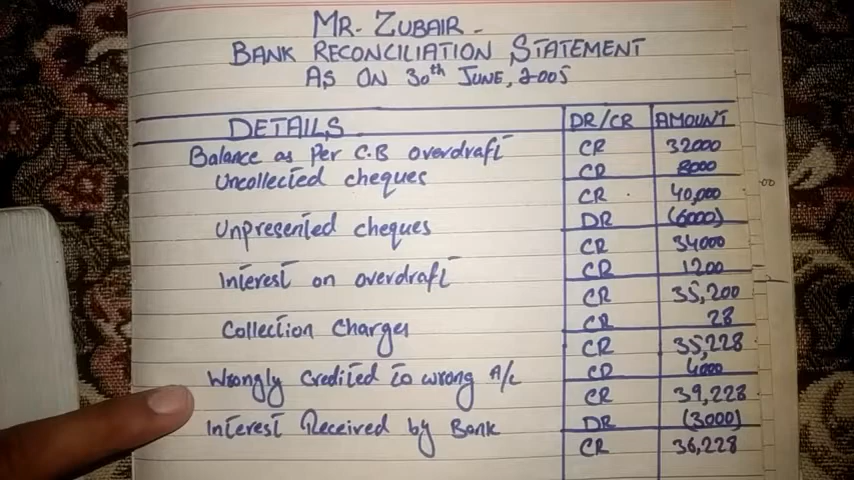 MR. ZUBAIR.
BANK RECONCILIATION STATEMENT
AS ON 30th JUNE, 2005
DETAILS DR/CR AMOUNT
Balance as Per C.B overdraft CR 32000
Uncollected cheques CR 8000
CR 40,000
Unpresented cheques DR (6000)
CR 34000
Interest on overdraft CR 1200
CR 35,200
Collection Charges CR 28
CR 35,228
Wrongly Credited to wrong A/c CR 4000
CR 39,228
Interest Received by Bank DR (3000)
CR 36,228